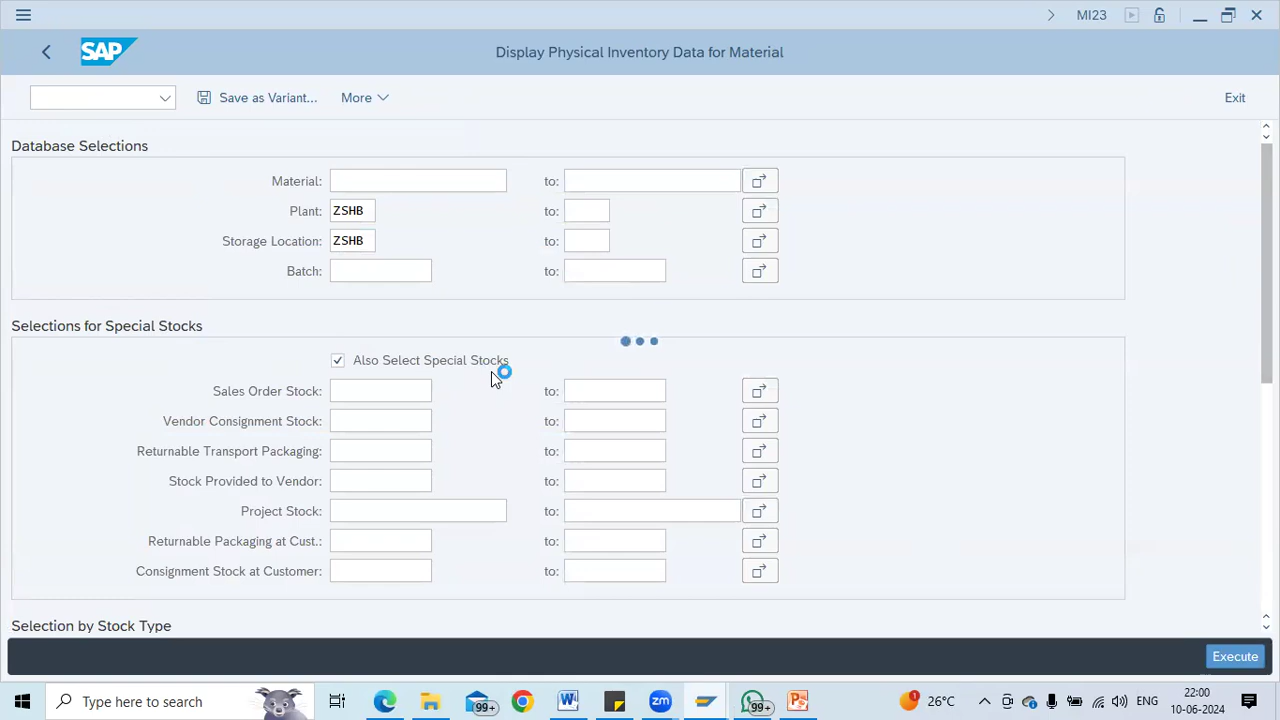 MI23
SAP
Display Physical Inventory Data for Material
Save as Variant...
More
Exit
Database Selections
Material:
to:
Plant:
ZSHB
to:
Storage Location:
ZSHB
to:
Batch:
to:
Selections for Special Stocks
Also Select Special Stocks
Sales Order Stock:
to:
Vendor Consignment Stock:
to:
Returnable Transport Packaging:
to:
Stock Provided to Vendor:
to:
Project Stock:
to:
Returnable Packaging at Cust.:
to:
Consignment Stock at Customer:
to:
Selection by Stock Type
Execute
Type here to search
99+
99+
1
26°C
ENG
22:00
10-06-2024